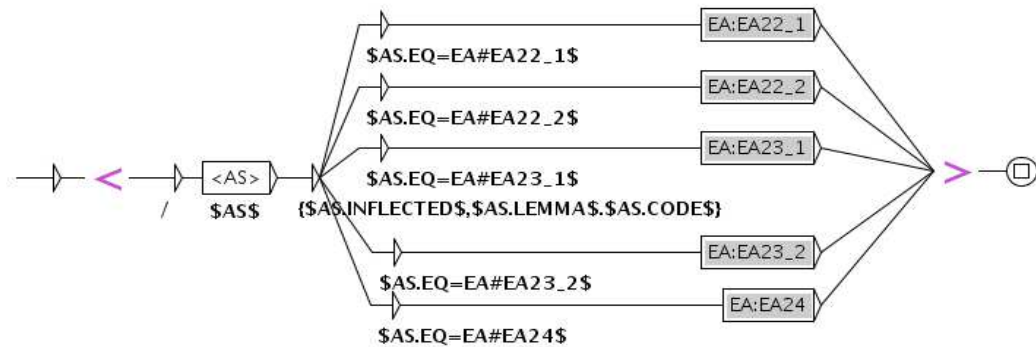 EA:EA22_1
$AS.EQ=EA#EA22_1$
EA:EA22_2
$AS.EQ=EA#EA22_2$
EA:EA23_1
$AS.EQ=EA#EA23_1$
< / <AS> >
$AS$ {$AS.INFLECTED$,$AS.LEMMA$.$AS.CODE$}
EA:EA23_2
$AS.EQ=EA#EA23_2$
EA:EA24
$AS.EQ=EA#EA24$